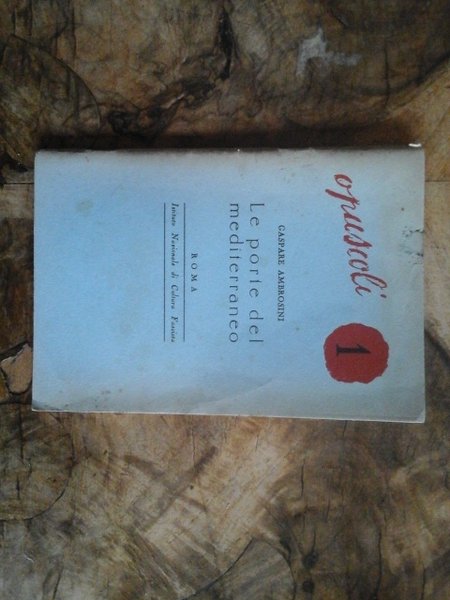 opuscoli
1
GASPARE AMBROSINI
Le porte del
mediterraneo
ROMA
Istituto Nazionale di Cultura Fascista